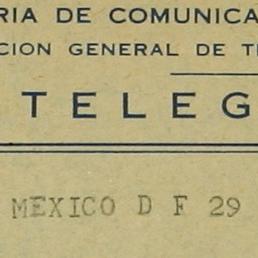 RIA DE COMUNICA
CION GENERAL DE T
TELEG
MEXICO D F 29